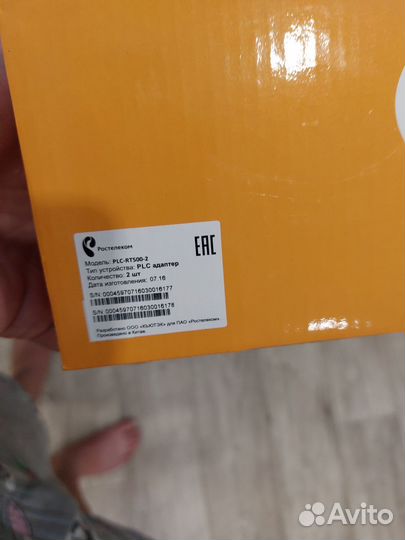 Ростелеком
EAC
Модель: PLC-RT500-2
Тип устройства: PLC адаптер
Количество: 2 шт
Дата изготовления: 07.16
S/N:00045970716030016177
S/N:00045970716030016178
Разработано ООО «КЬЮТЭК» для ПАО «Ростелеком»
Произведено в Китае
Avito